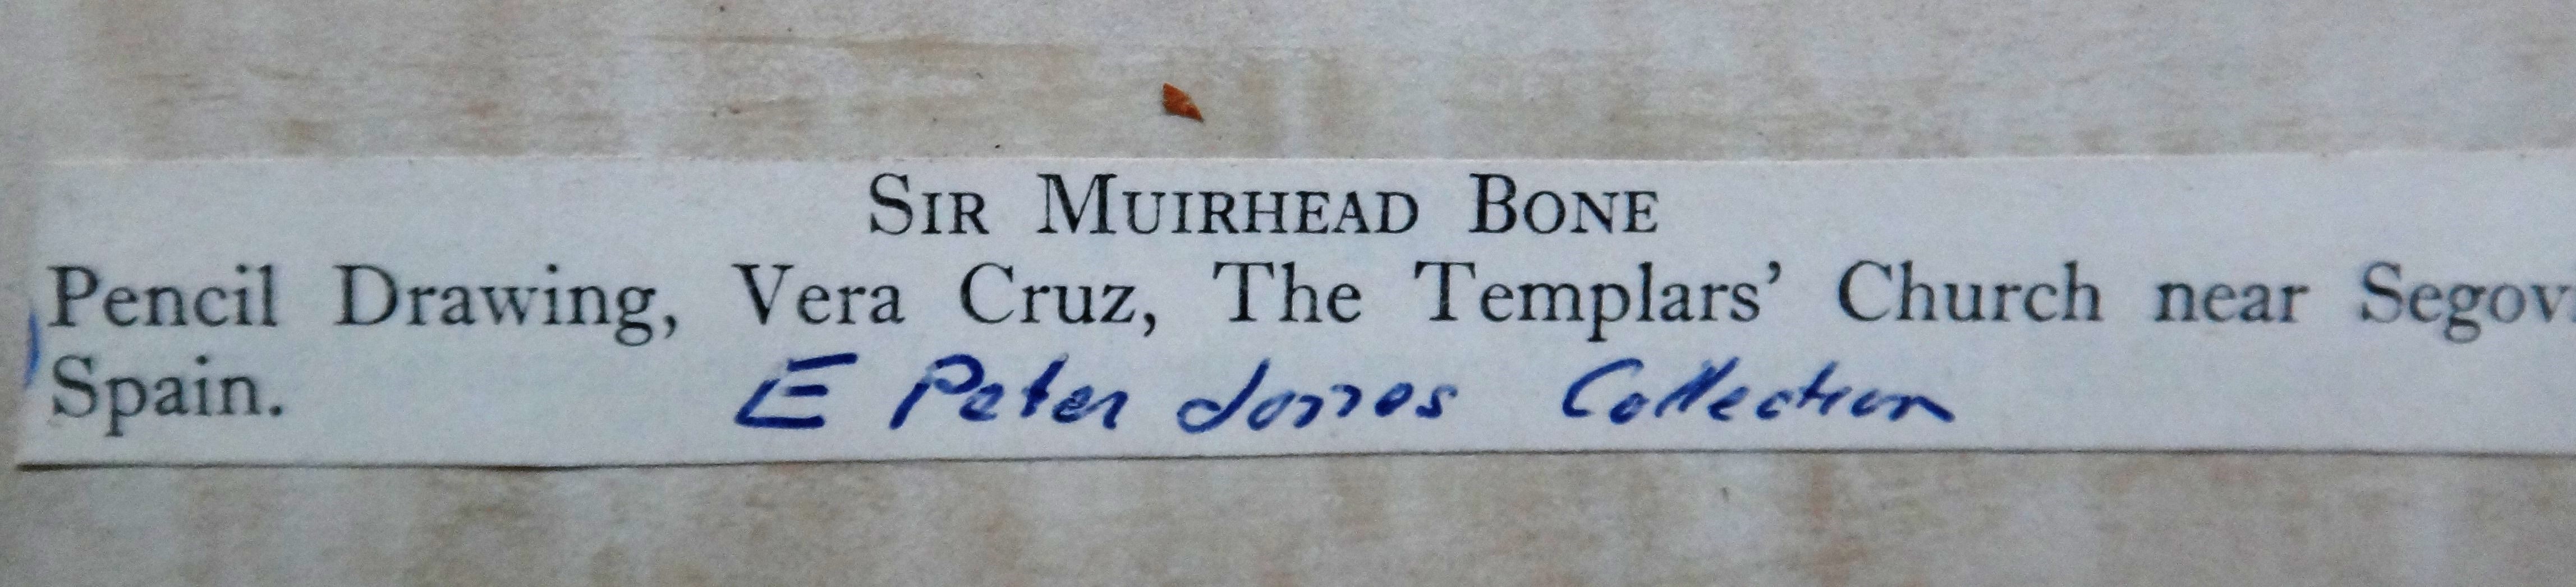 SIR MUIRHEAD BONE
Pencil Drawing, Vera Cruz, The Templars' Church near Segov
Spain. E Peter Jones Collection